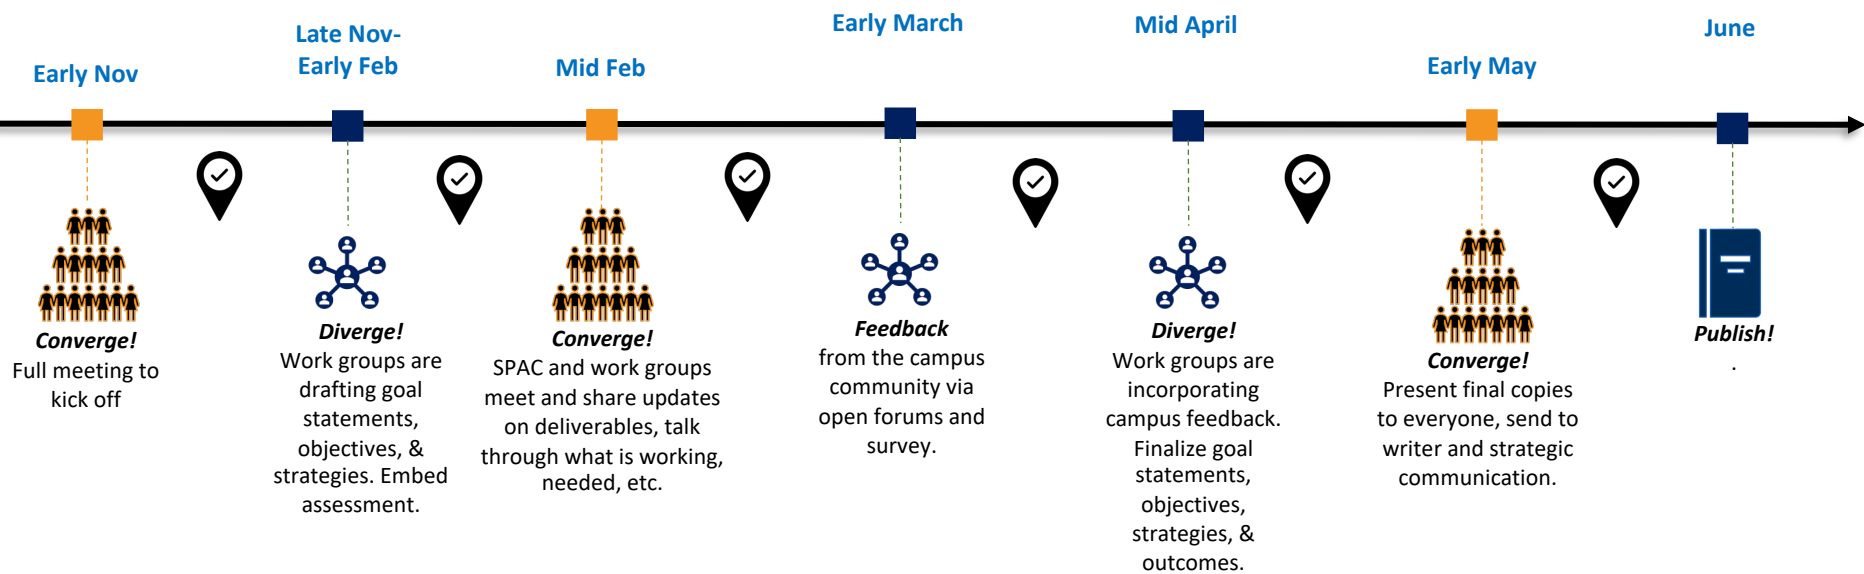 Early Nov
Converge!
Full meeting to
kick off
Late Nov-
Early Feb
Diverge!
Work groups are
drafting goal
statements,
objectives, &
strategies. Embed
assessment.
Mid Feb
Converge!
SPAC and work groups
meet and share updates
on deliverables, talk
through what is working,
needed, etc.
Early March
Feedback
from the campus
community via
open forums and
survey.
Mid April
Diverge!
Work groups are
incorporating
campus feedback.
Finalize goal
statements,
objectives,
strategies, &
outcomes.
Early May
Converge!
Present final copies
to everyone, send to
writer and strategic
communication.
June
Publish!
.